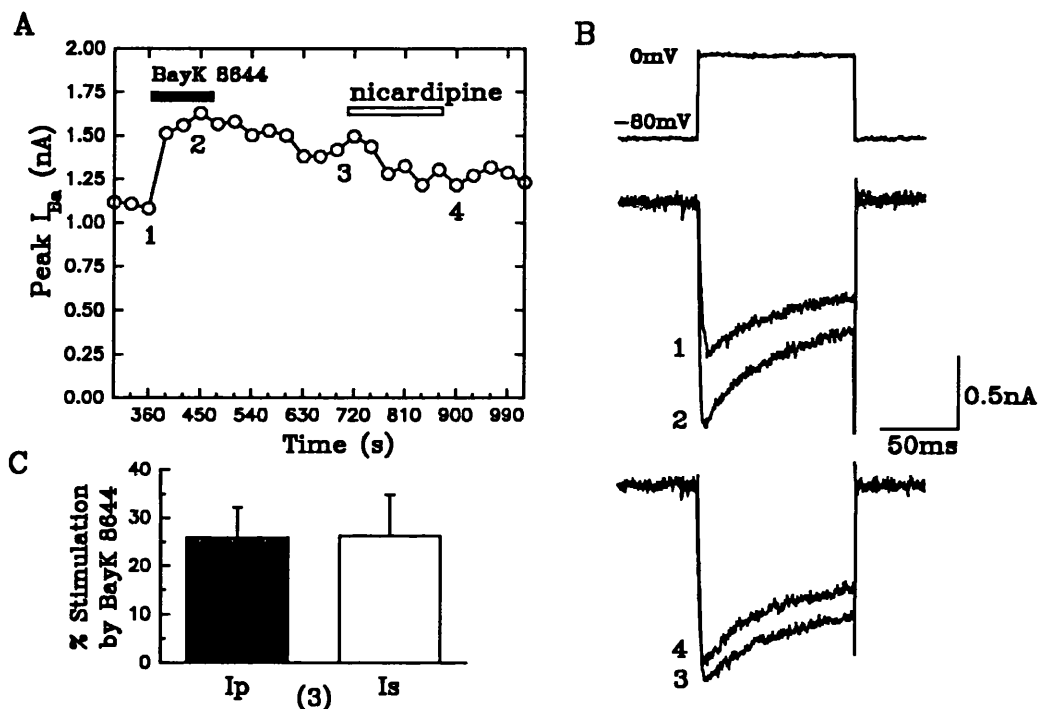 A
2.00
1.75
1.50
1.25
1.00
0.75
0.50
0.25
0.00
Peak I_Ba (nA)
BayK 8644
nicardipine
1
2
3
4
360 450 540 630 720 810 900 990
Time (s)
B
0mV
-80mV
1
2
0.5nA
50ms
4
3
C
40
30
20
10
0
% Stimulation
by BayK 8644
Ip (3) Is